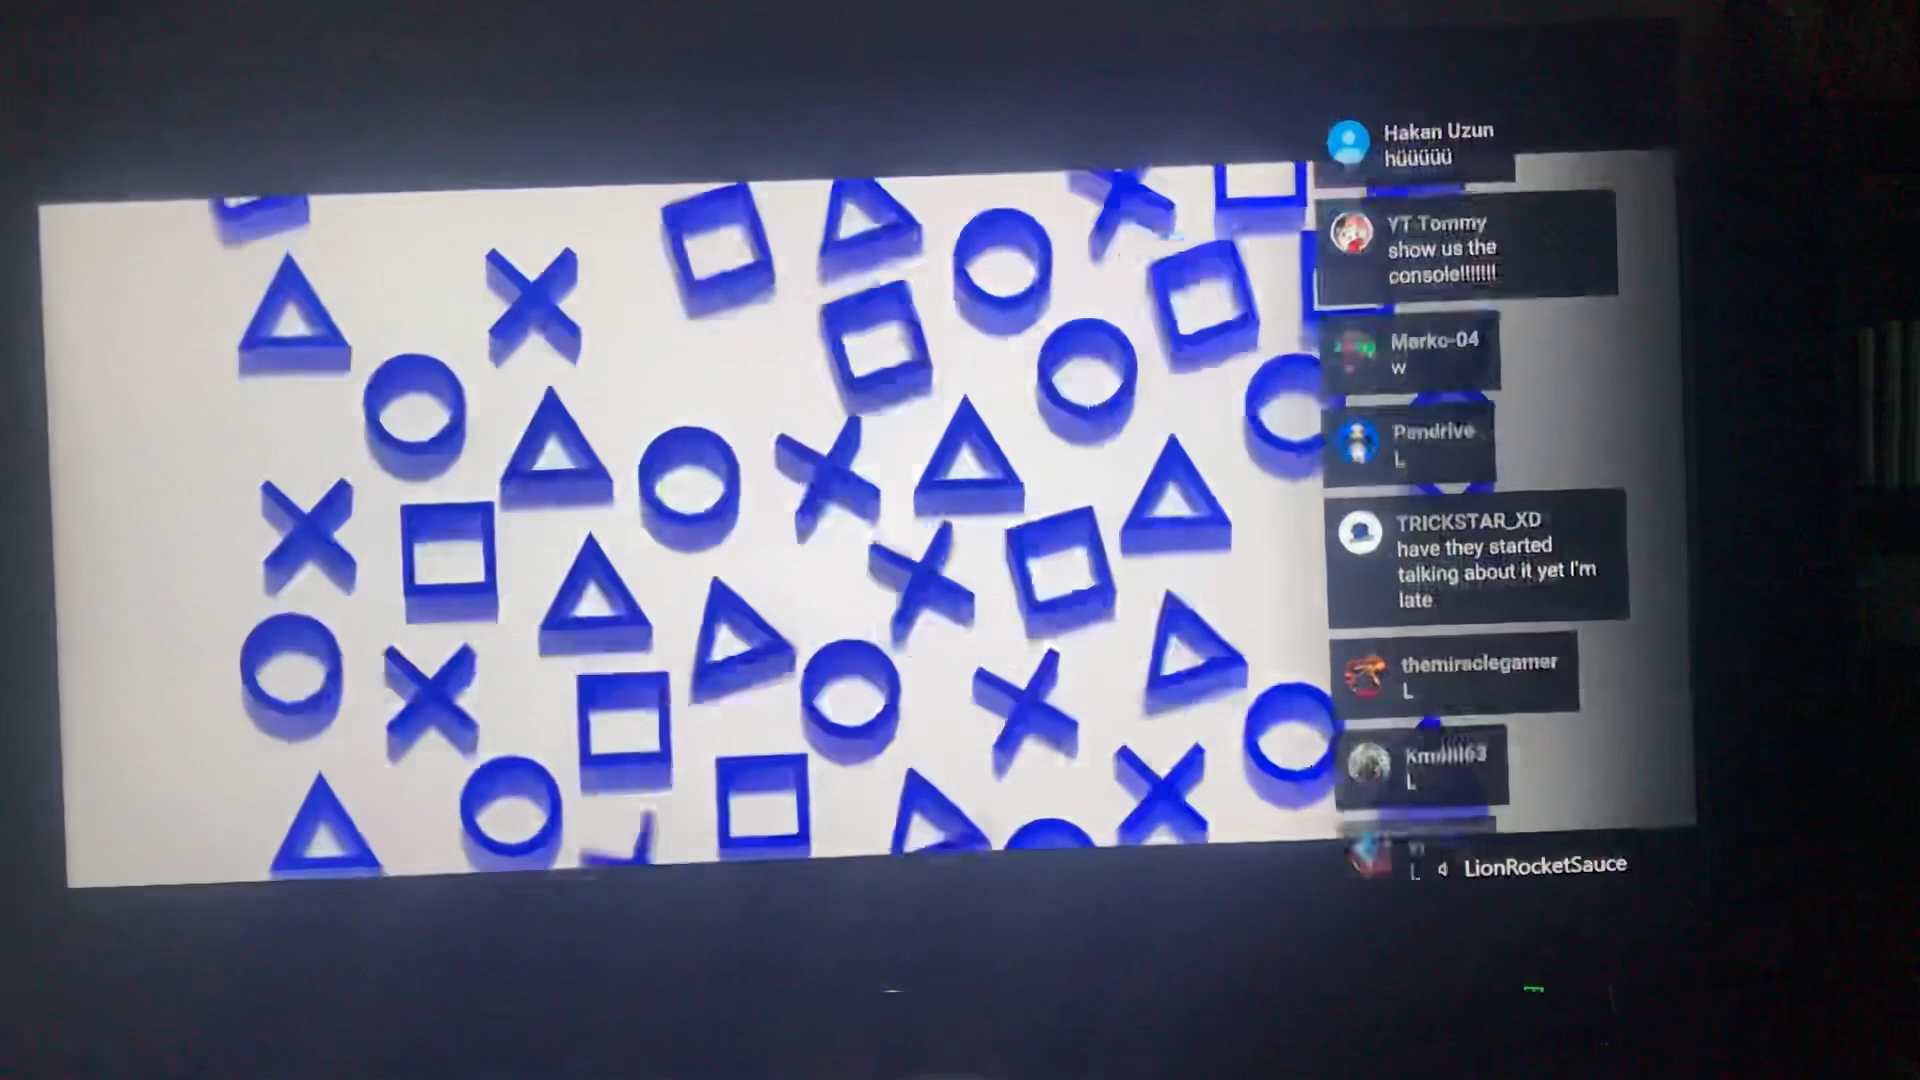 Hakan Uzun
hüüüüü
YT Tommy
show us the
console!!!!!!!
Marko-04
w
Pendrive
L
TRICKSTAR_XD
have they started
talking about it yet I'm
late
themiraclegamer
L
L
L
LionRocketSauce